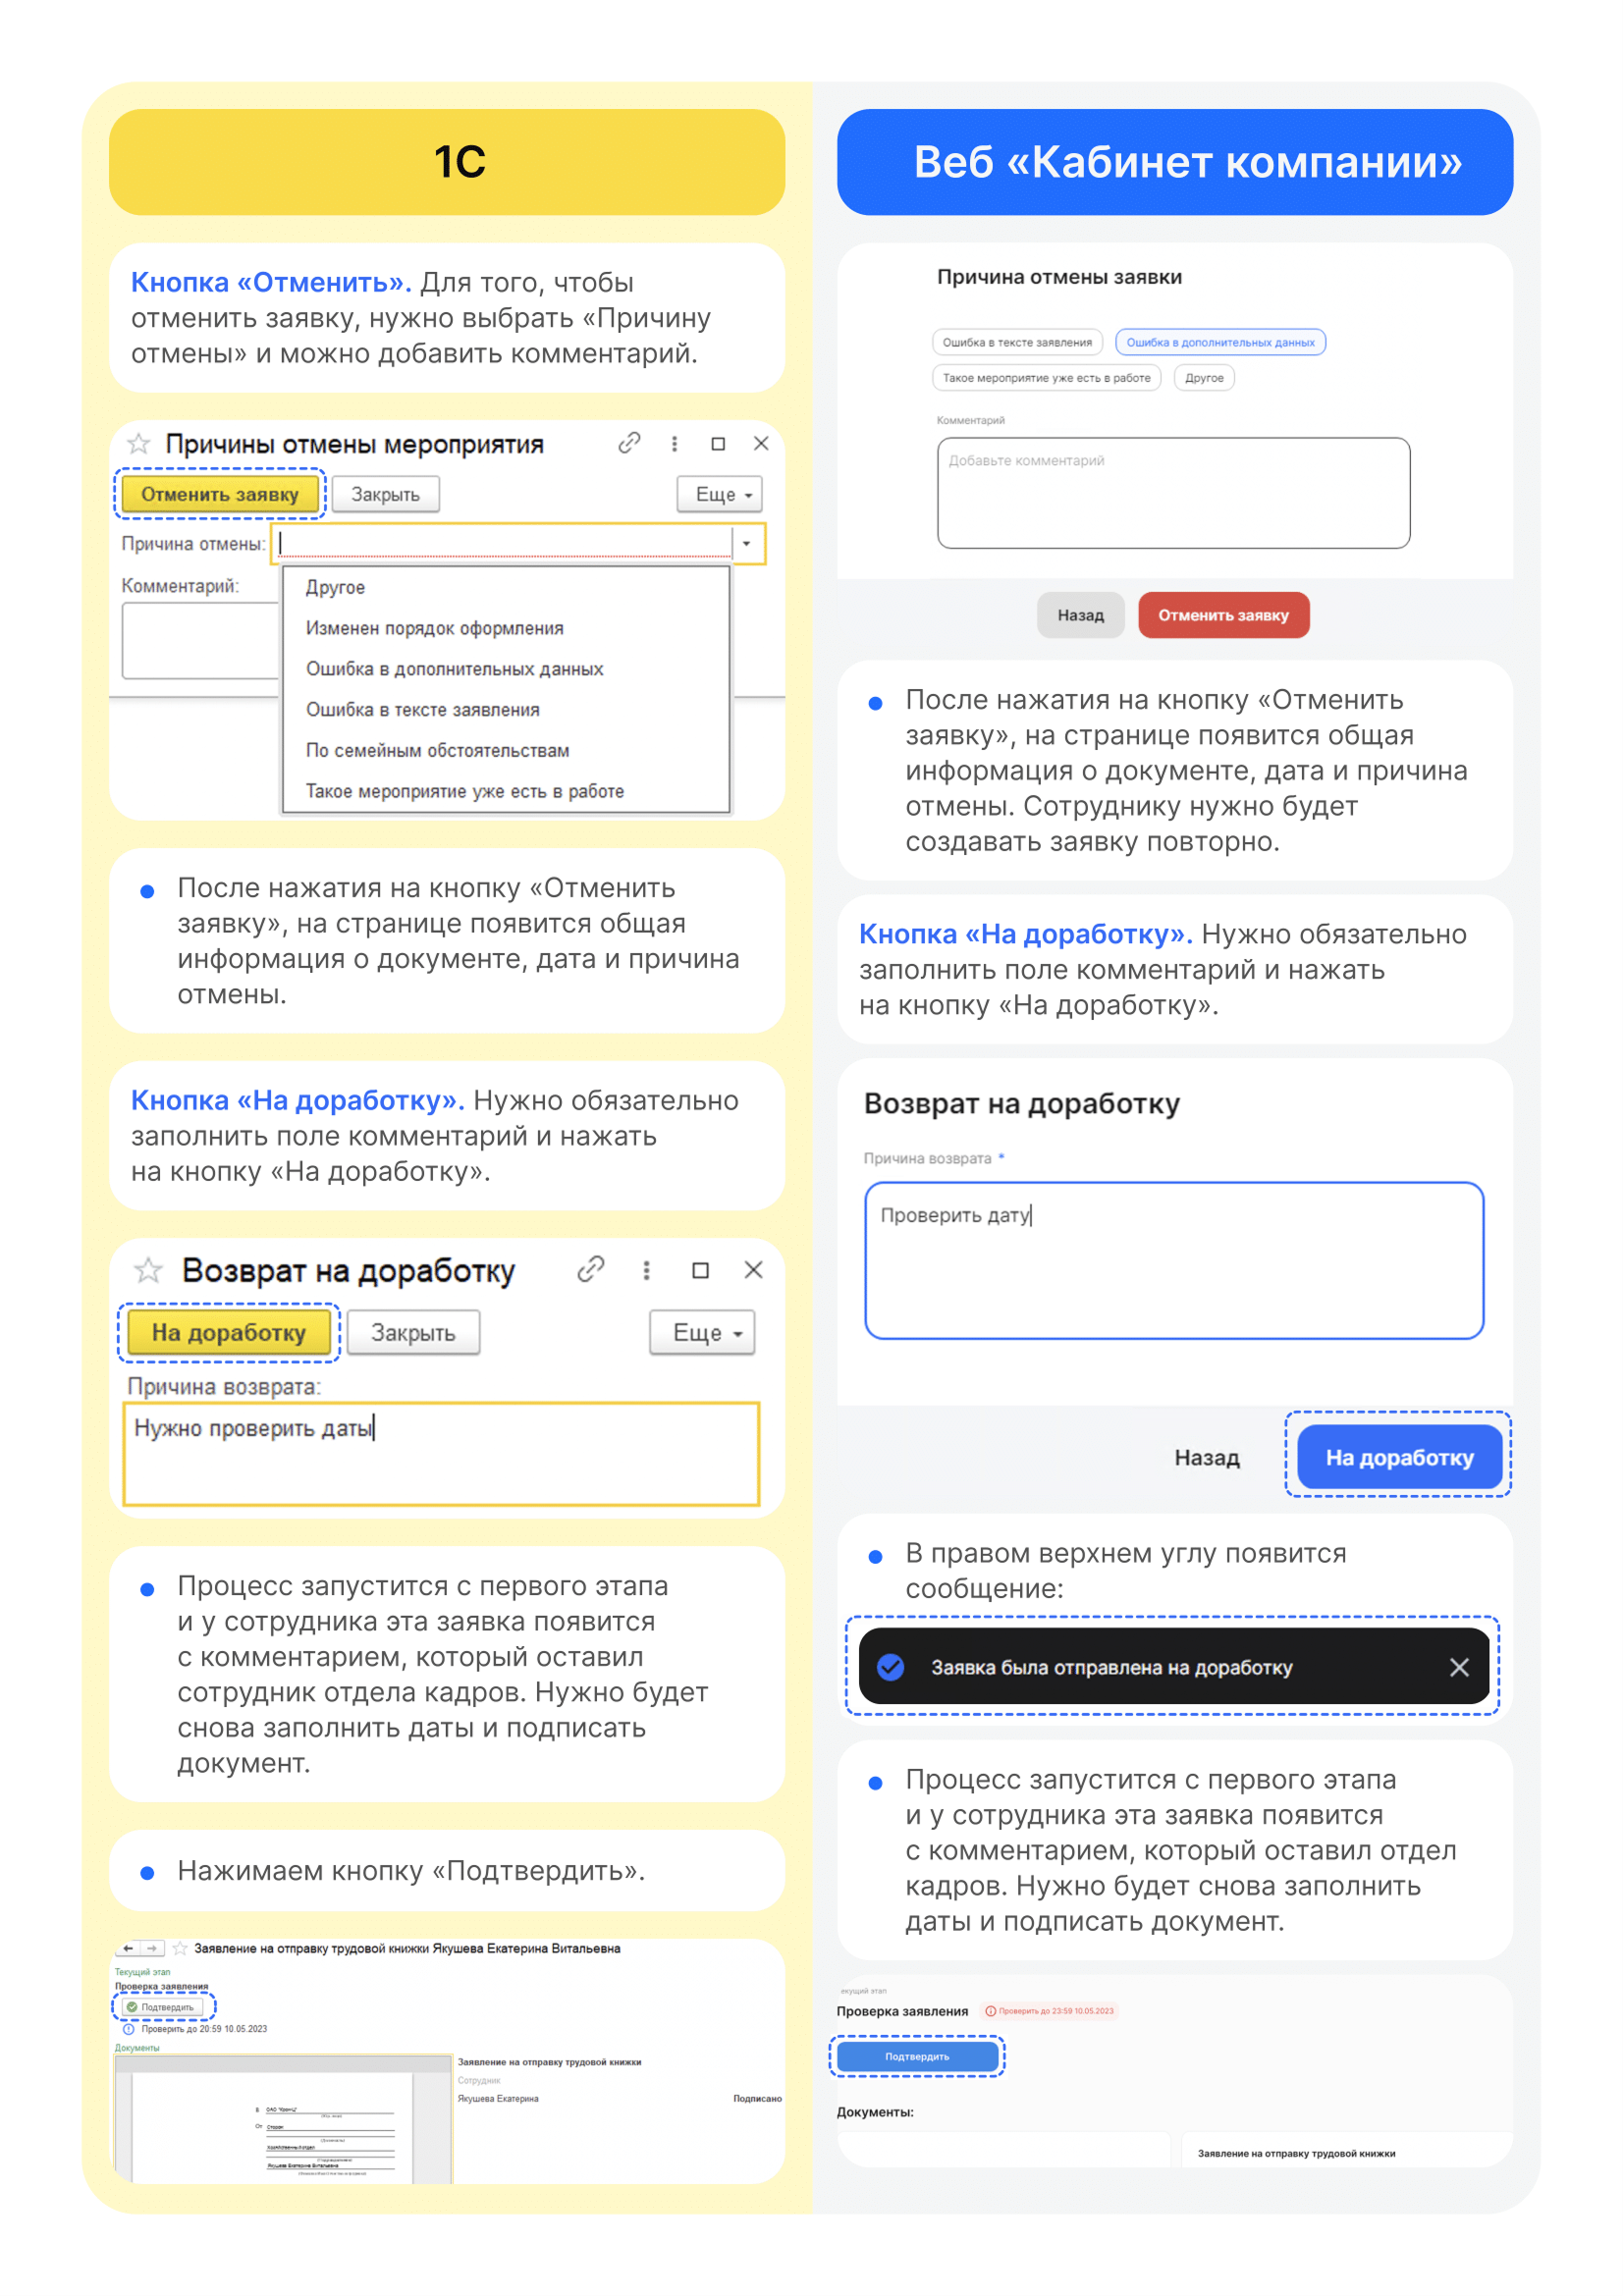 1С
Кнопка «Отменить». Для того, чтобы
отменить заявку, нужно выбрать «Причину
отмены» и можно добавить комментарий.
Причины отмены мероприятия
Отменить заявку
Закрыть
Еще
Причина отмены:
Комментарий:
Другое
Изменен порядок оформления
Ошибка в дополнительных данных
Ошибка в тексте заявления
По семейным обстоятельствам
Такое мероприятие уже есть в работе
После нажатия на кнопку «Отменить
заявку», на странице появится общая
информация о документе, дата и причина
отмены.
Кнопка «На доработку». Нужно обязательно
заполнить поле комментарий и нажать
на кнопку «На доработку».
Возврат на доработку
На доработку
Закрыть
Еще
Причина возврата:
Нужно проверить даты
Процесс запустится с первого этапа
и у сотрудника эта заявка появится
с комментарием, который оставил
сотрудник отдела кадров. Нужно будет
снова заполнить даты и подписать
документ.
Нажимаем кнопку «Подтвердить».
Заявление на отправку трудовой книжки Якушева Екатерина Витальевна
Текущий этап
Проверка заявления
Подтвердить
Проверить до 20:59 10.05.2023
Документы
Заявление на отправку трудовой книжки
Сотрудник
Якушева Екатерина
Подписано
В
От
Якушева Екатерина Витальевна
Веб «Кабинет компании»
Причина отмены заявки
Ошибка в тексте заявления
Ошибка в дополнительных данных
Такое мероприятие уже есть в работе
Другое
Комментарий
Добавьте комментарий
Назад
Отменить заявку
После нажатия на кнопку «Отменить
заявку», на странице появится общая
информация о документе, дата и причина
отмены. Сотруднику нужно будет
создавать заявку повторно.
Кнопка «На доработку». Нужно обязательно
заполнить поле комментарий и нажать
на кнопку «На доработку».
Возврат на доработку
Причина возврата *
Проверить дату
Назад
На доработку
В правом верхнем углу появится
сообщение:
Заявка была отправлена на доработку
Процесс запустится с первого этапа
и у сотрудника эта заявка появится
с комментарием, который оставил отдел
кадров. Нужно будет снова заполнить
даты и подписать документ.
екущий этап
Проверка заявления
Проверить до 23:59 10.05.2023
Подтвердить
Документы:
Заявление на отправку трудовой книжки